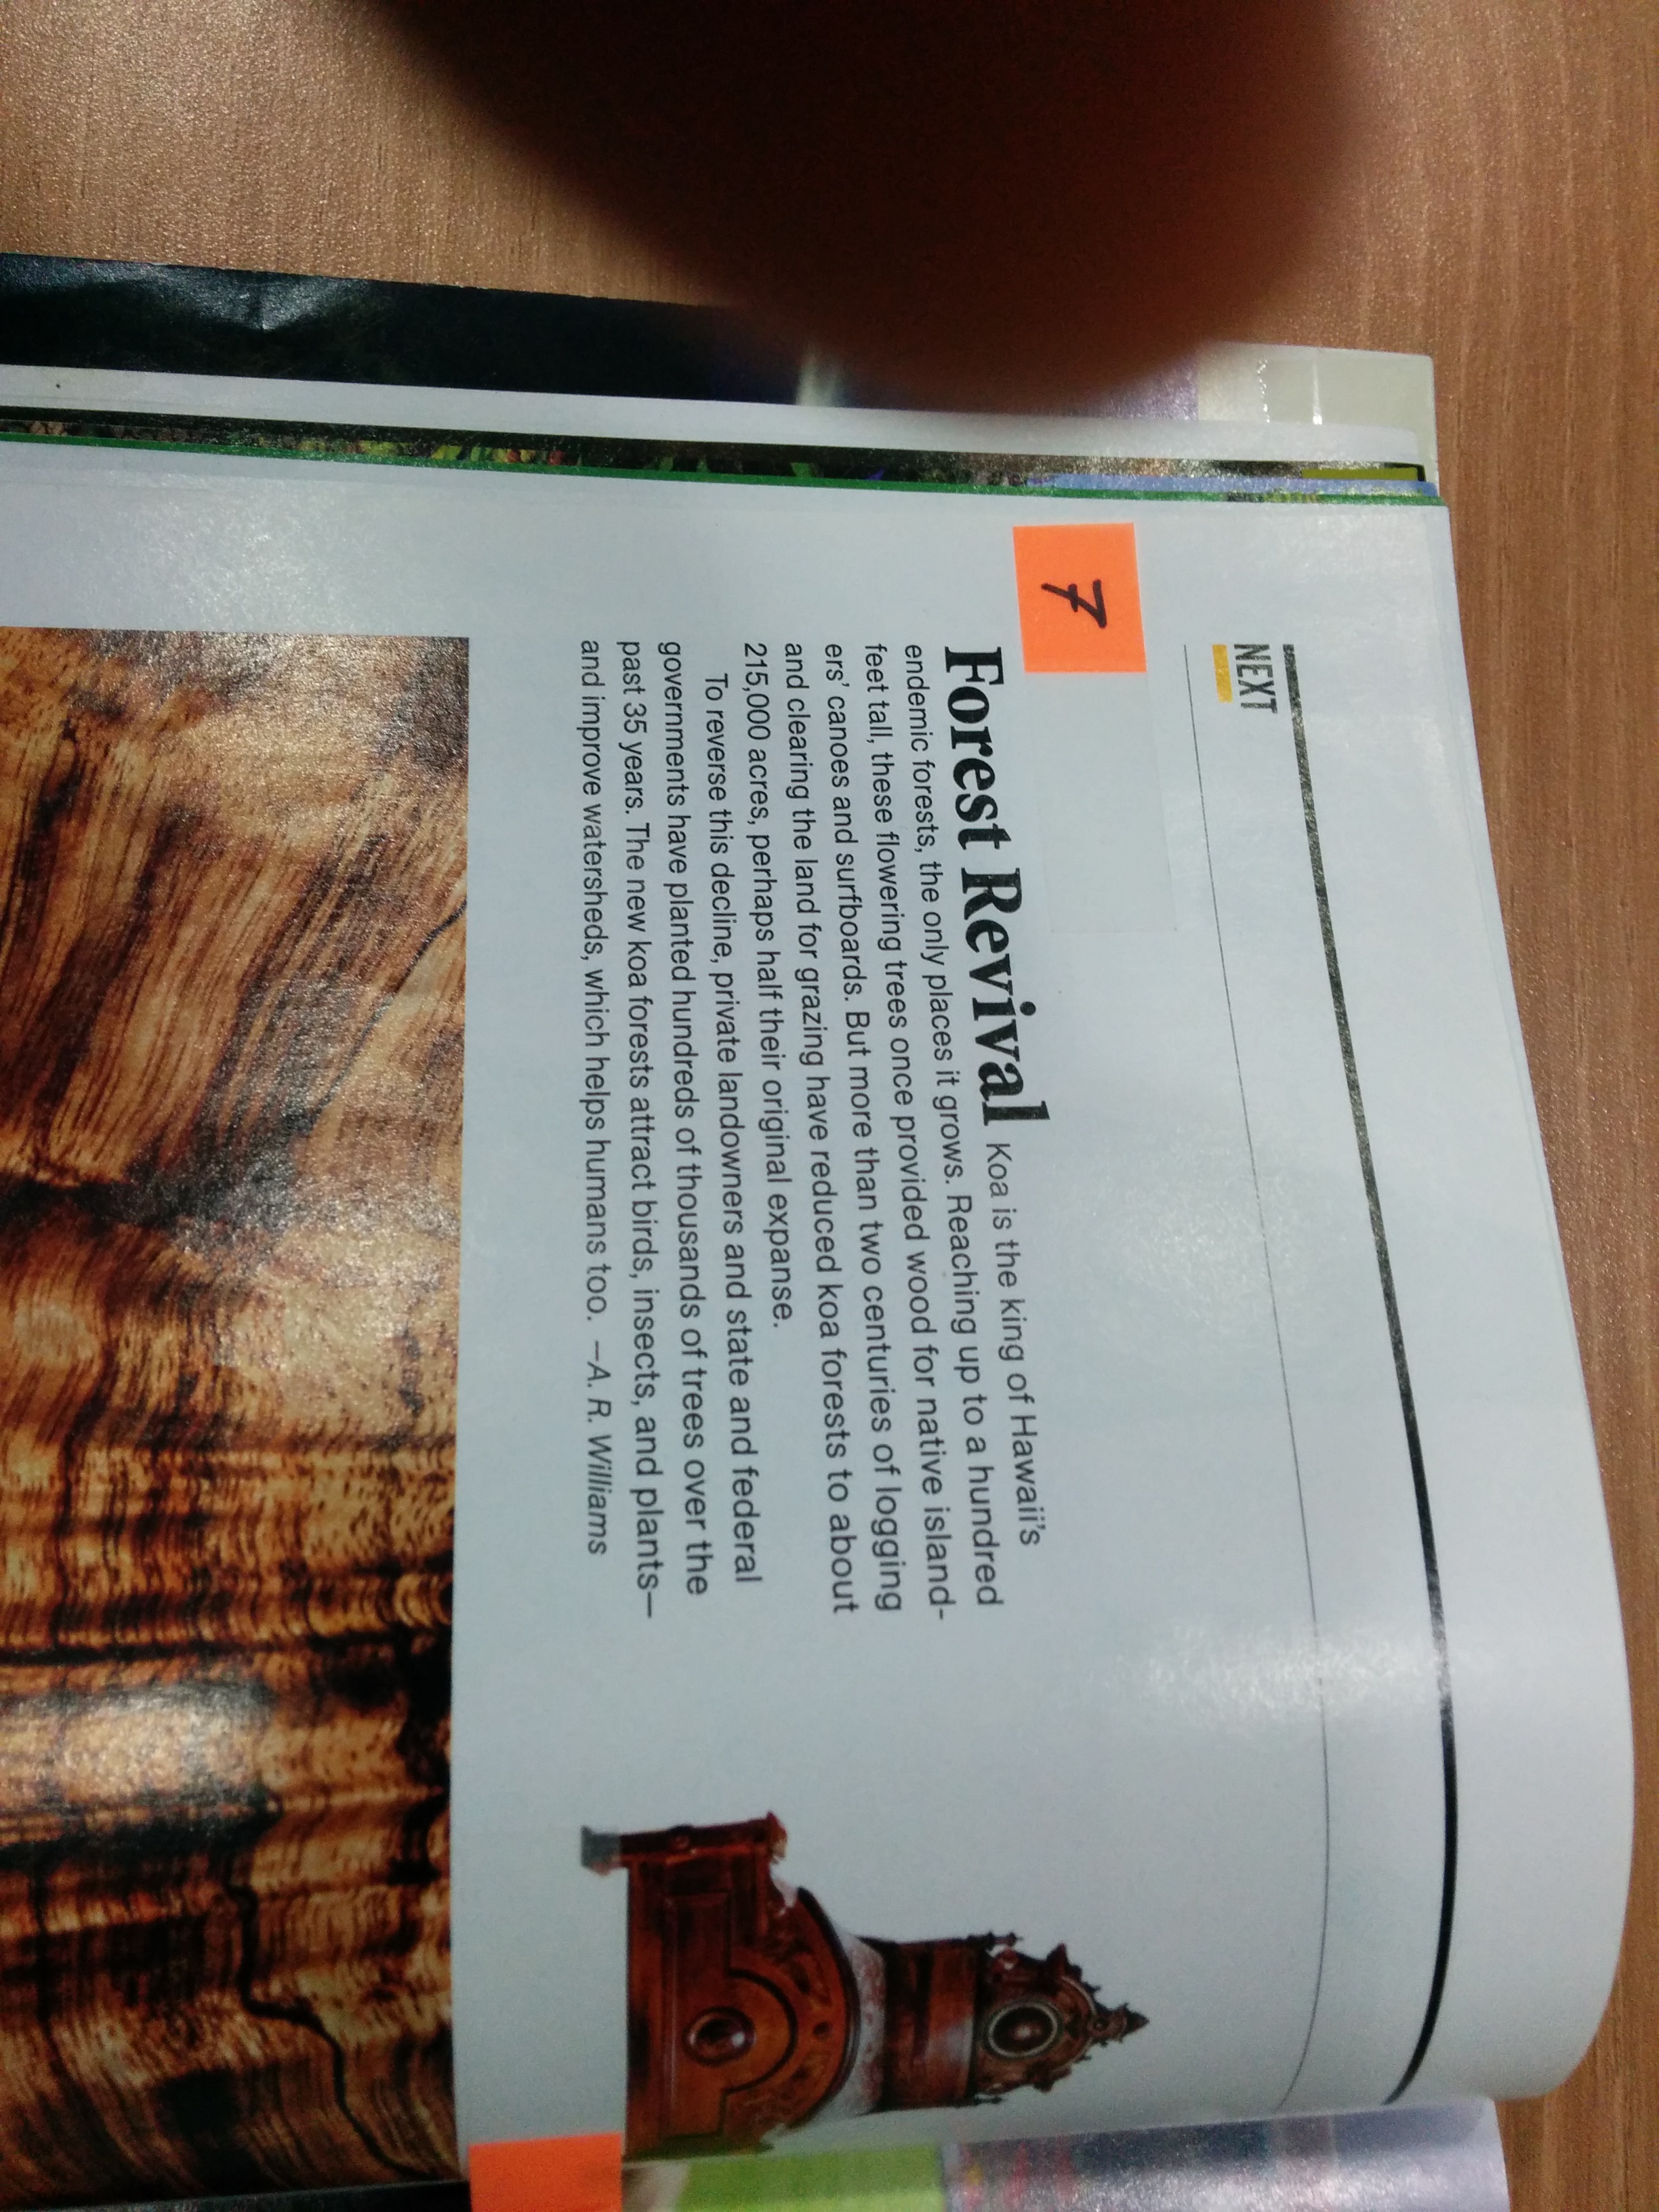 NEXT
7
Forest Revival Koa is the king of Hawaii's
endemic forests, the only places it grows. Reaching up to a hundred
feet tall, these flowering trees once provided wood for native island-
ers' canoes and surfboards. But more than two centuries of logging
and clearing the land for grazing have reduced koa forests to about
215,000 acres, perhaps half their original expanse.
To reverse this decline, private landowners and state and federal
governments have planted hundreds of thousands of trees over the
past 35 years. The new koa forests attract birds, insects, and plants—
and improve watersheds, which helps humans too. —A. R. Williams